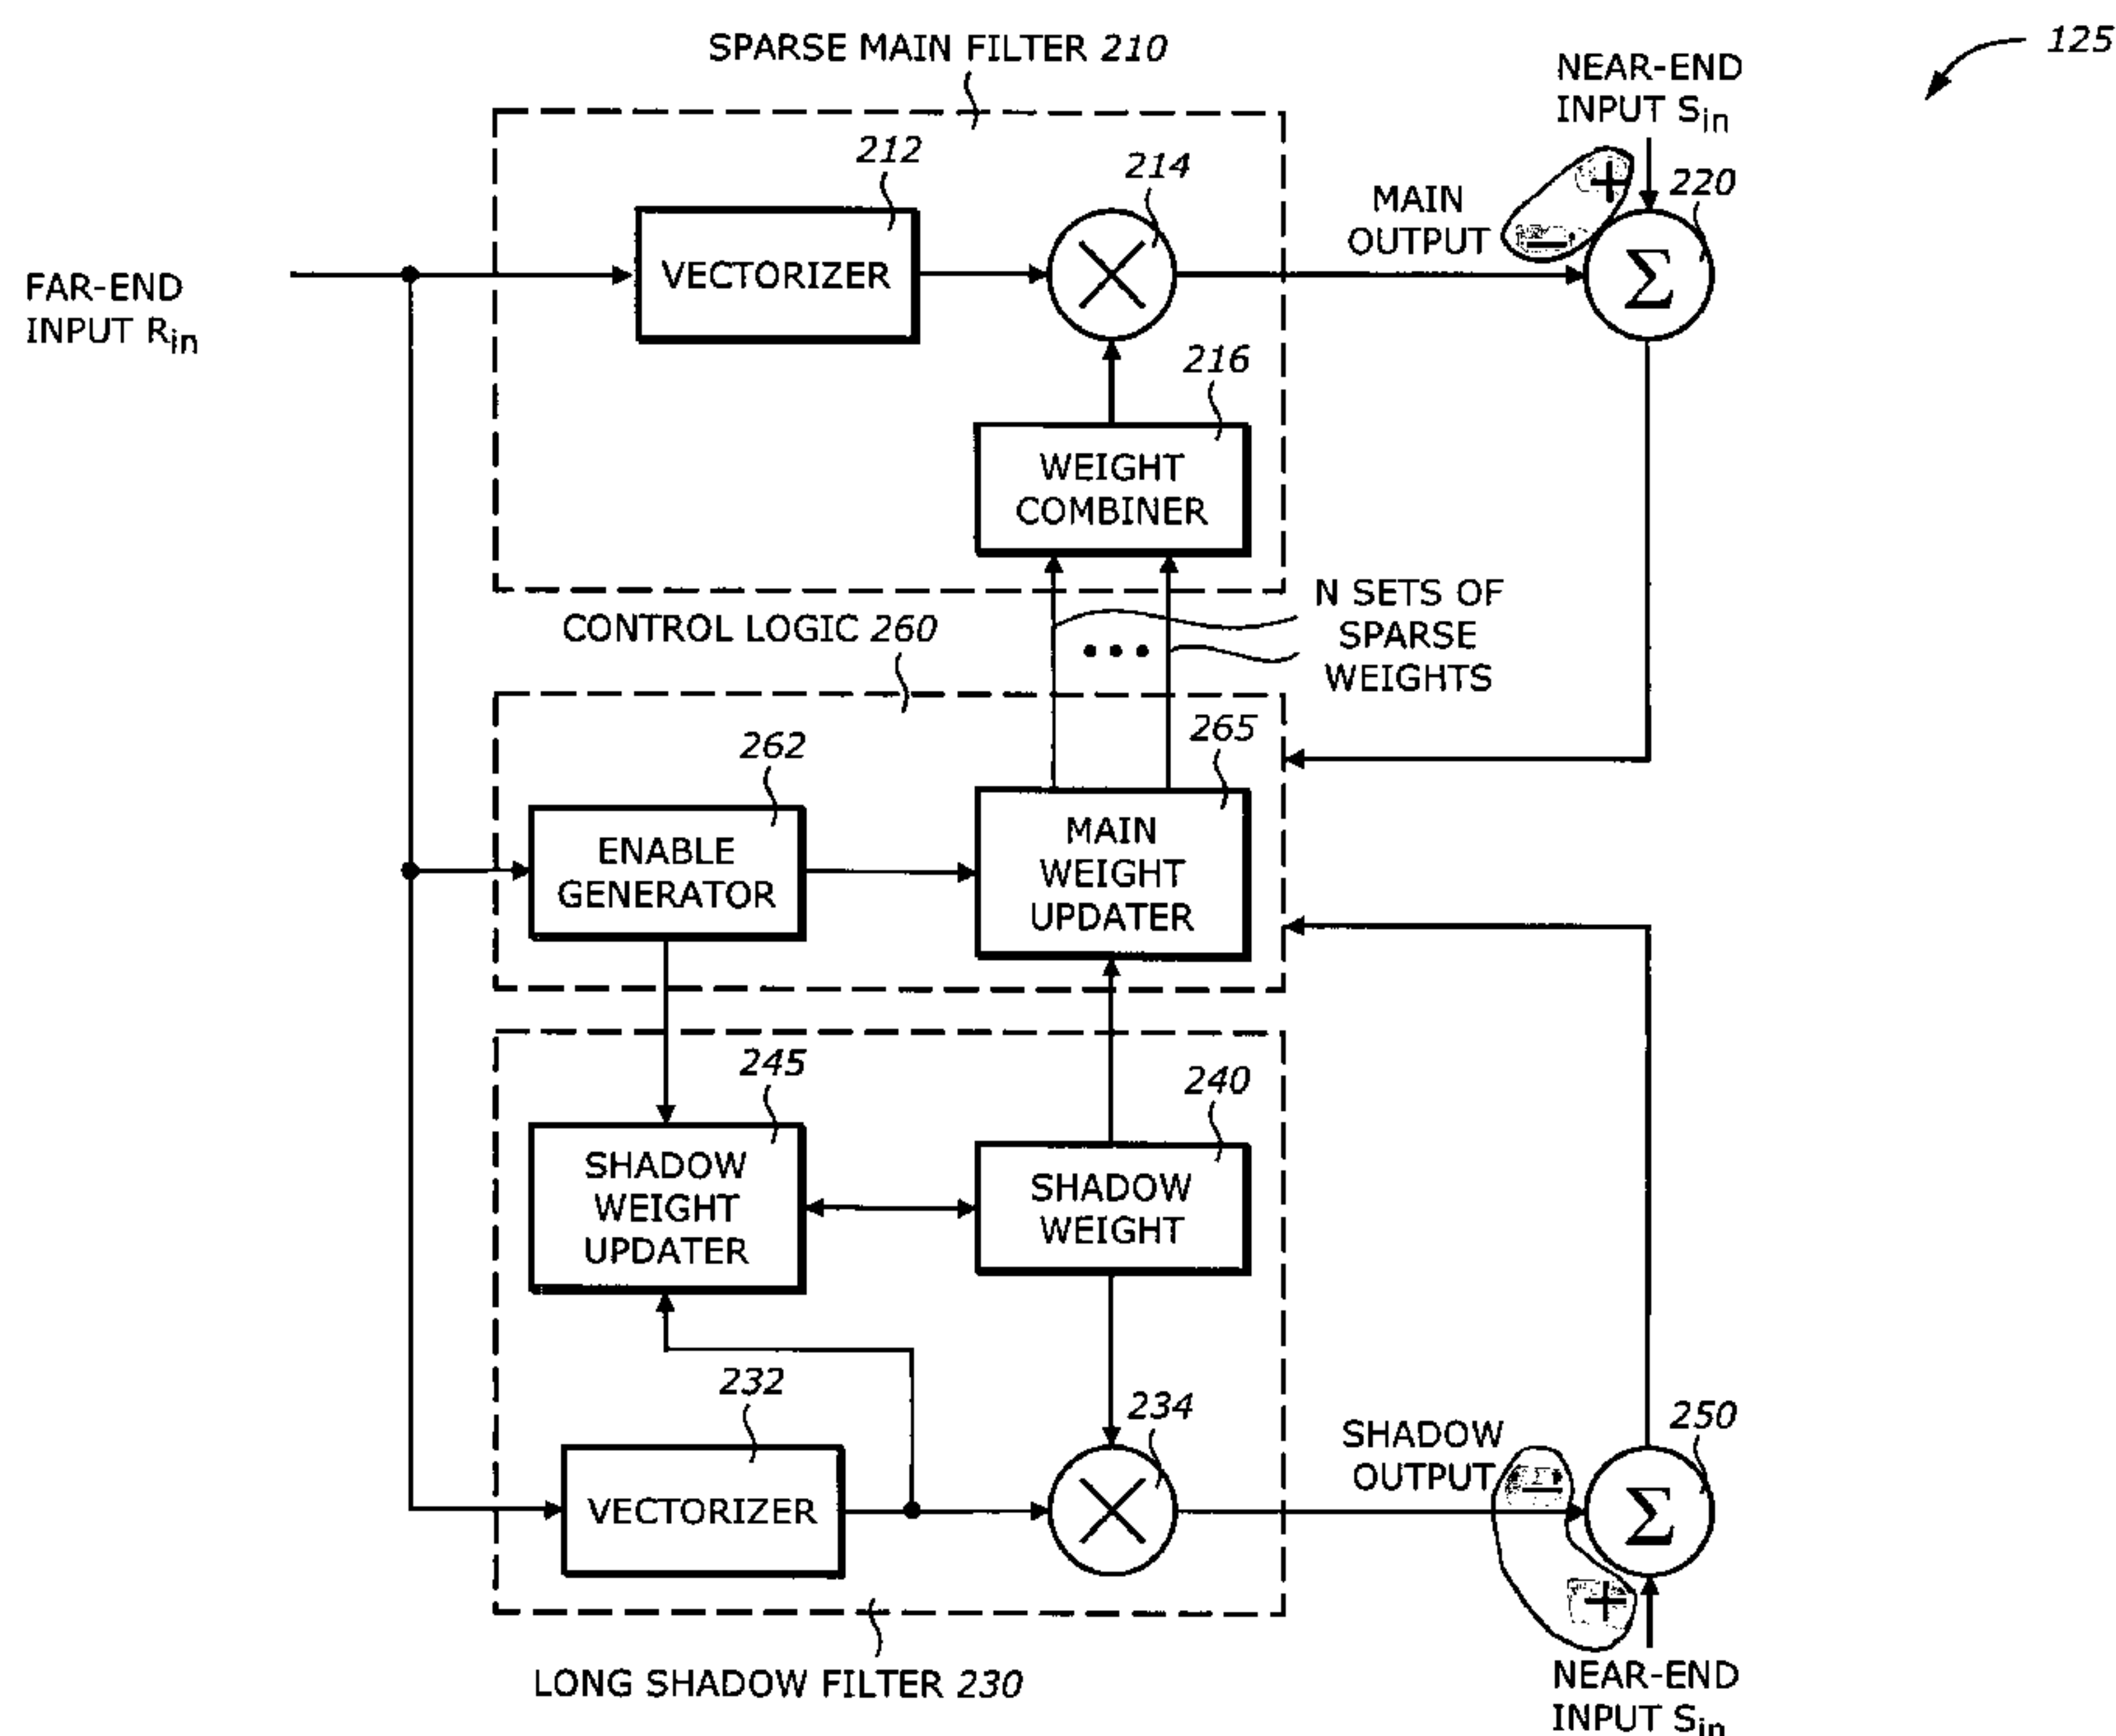 SPARSE MAIN FILTER 210
125
NEAR-END
INPUT Sin
212
214
+
220
MAIN
OUTPUT
−
FAR-END
INPUT Rin
VECTORIZER
Σ
216
WEIGHT
COMBINER
N SETS OF
SPARSE
WEIGHTS
CONTROL LOGIC 260
262
265
ENABLE
GENERATOR
MAIN
WEIGHT
UPDATER
245
240
SHADOW
WEIGHT
UPDATER
SHADOW
WEIGHT
232
234
SHADOW
OUTPUT
−
250
VECTORIZER
Σ
+
LONG SHADOW FILTER 230
NEAR-END
INPUT Sin